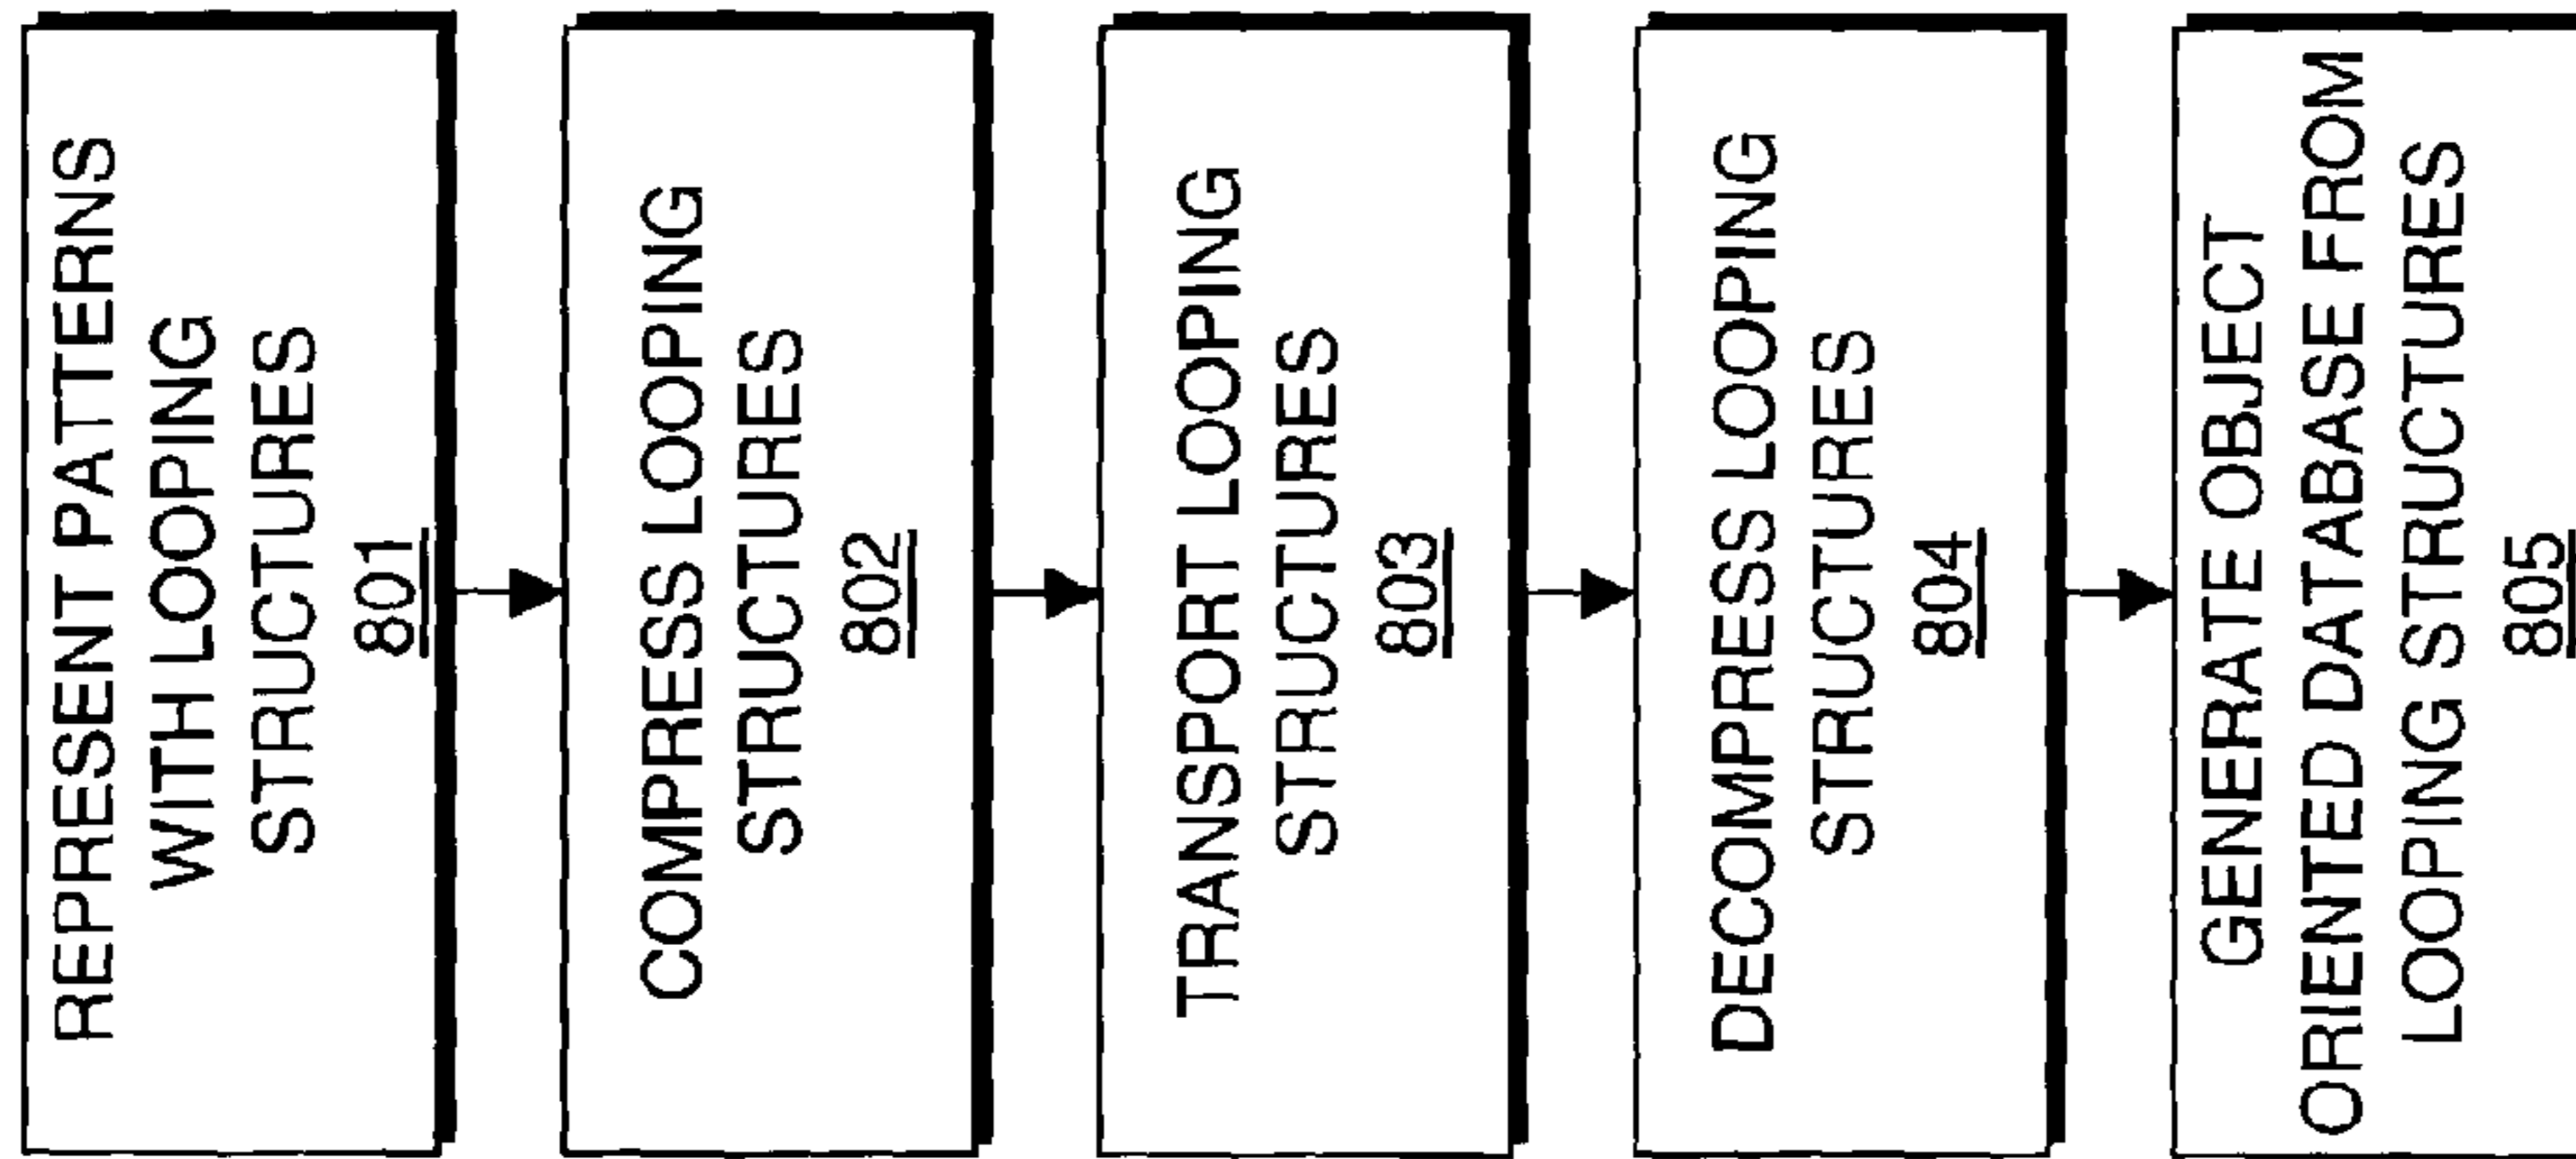 REPRESENT PATTERNS
WITH LOOPING
STRUCTURES
801
COMPRESS LOOPING
STRUCTURES
802
TRANSPORT LOOPING
STRUCTURES
803
DECOMPRESS LOOPING
STRUCTURES
804
GENERATE OBJECT
ORIENTED DATABASE FROM
LOOPING STRUCTURES
805